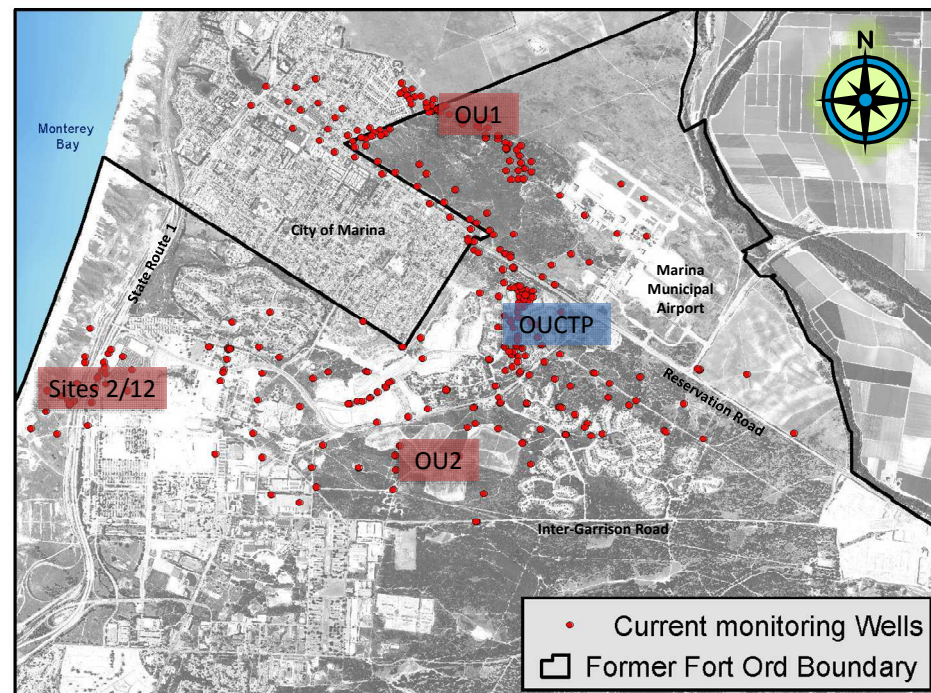 N
OU1
Monterey
Bay
City of Marina
State Route 1
Marina
Municipal
Airport
OUCTP
Sites 2/12
Reservation Road
OU2
Inter-Garrison Road
Current monitoring Wells
Former Fort Ord Boundary